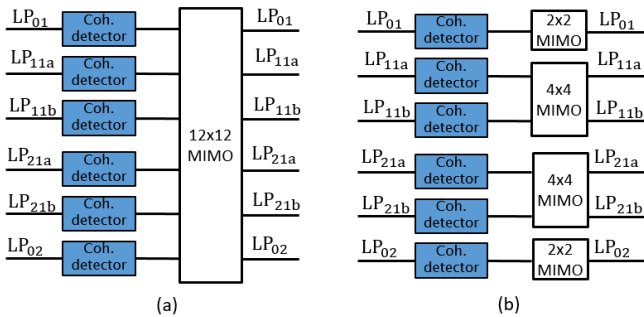 LP01
Coh.
detector
LP01
LP11a
Coh.
detector
LP11a
LP11b
Coh.
detector
LP11b
12x12
MIMO
LP21a
Coh.
detector
LP21a
LP21b
Coh.
detector
LP21b
LP02
Coh.
detector
LP02
(a)
LP01
Coh.
detector
2x2
MIMO
LP01
LP11a
Coh.
detector
LP11a
4x4
MIMO
LP11b
Coh.
detector
LP11b
LP21a
Coh.
detector
LP21a
4x4
MIMO
LP21b
Coh.
detector
LP21b
LP02
Coh.
detector
2x2
MIMO
LP02
(b)